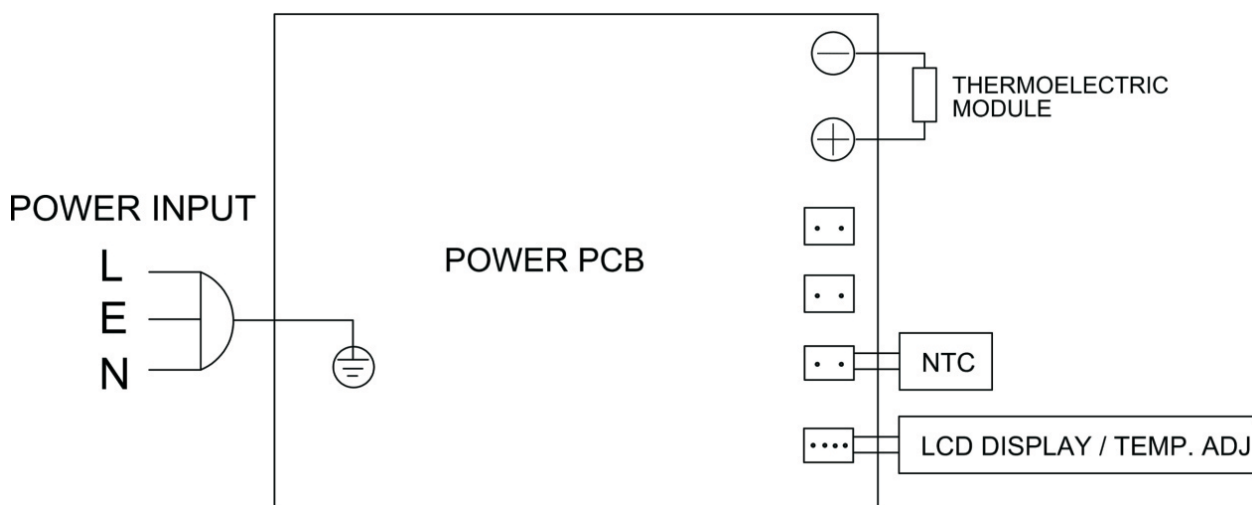 POWER INPUT
L
E
N
POWER PCB
THERMOELECTRIC
MODULE
NTC
LCD DISPLAY / TEMP. ADJ